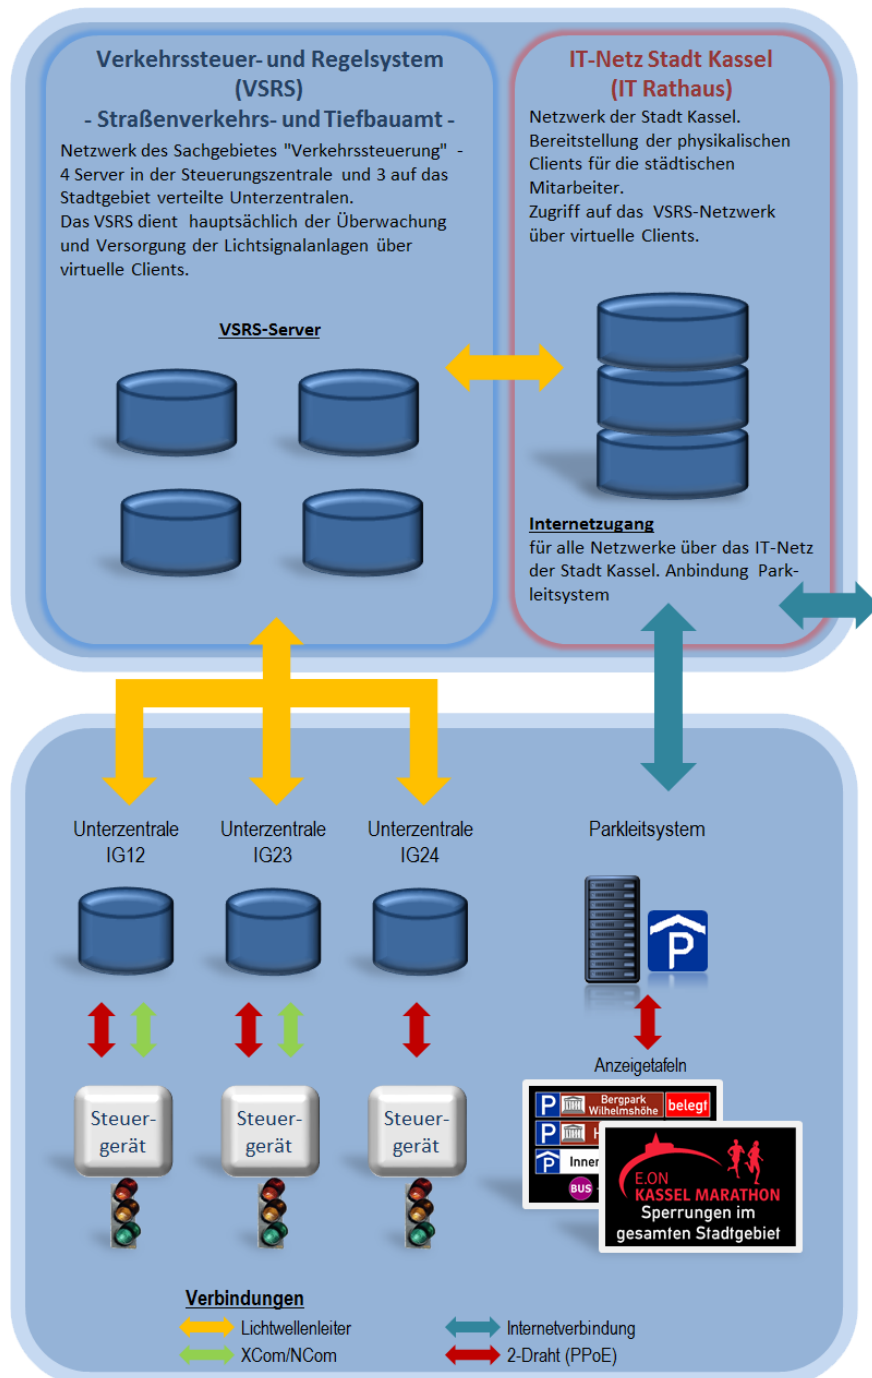 Verkehrssteuer- und Regelsystem
(VSRS)
- Straßenverkehrs- und Tiefbauamt -
Netzwerk des Sachgebietes "Verkehrssteuerung" -
4 Server in der Steuerungszentrale und 3 auf das
Stadtgebiet verteilte Unterzentralen.
Das VSRS dient hauptsächlich der Überwachung
und Versorgung der Lichtsignalanlagen über
virtuelle Clients.
VSRS-Server
IT-Netz Stadt Kassel
(IT Rathaus)
Netzwerk der Stadt Kassel.
Bereitstellung der physikalischen
Clients für die städtischen
Mitarbeiter.
Zugriff auf das VSRS-Netzwerk
über virtuelle Clients.
Internetzugang
für alle Netzwerke über das IT-Netz
der Stadt Kassel. Anbindung Park-
leitsystem
Unterzentrale
IG12
Unterzentrale
IG23
Unterzentrale
IG24
Parkleitsystem
P
Steuer-
gerät
Steuer-
gerät
Steuer-
gerät
Anzeigetafeln
P Bergpark
Wilhelmshöhe belegt
P H
P Inner
BUS
E.ON
KASSEL MARATHON
Sperrungen im
gesamten Stadtgebiet
Verbindungen
Lichtwellenleiter
Internetverbindung
XCom/NCom
2-Draht (PPoE)